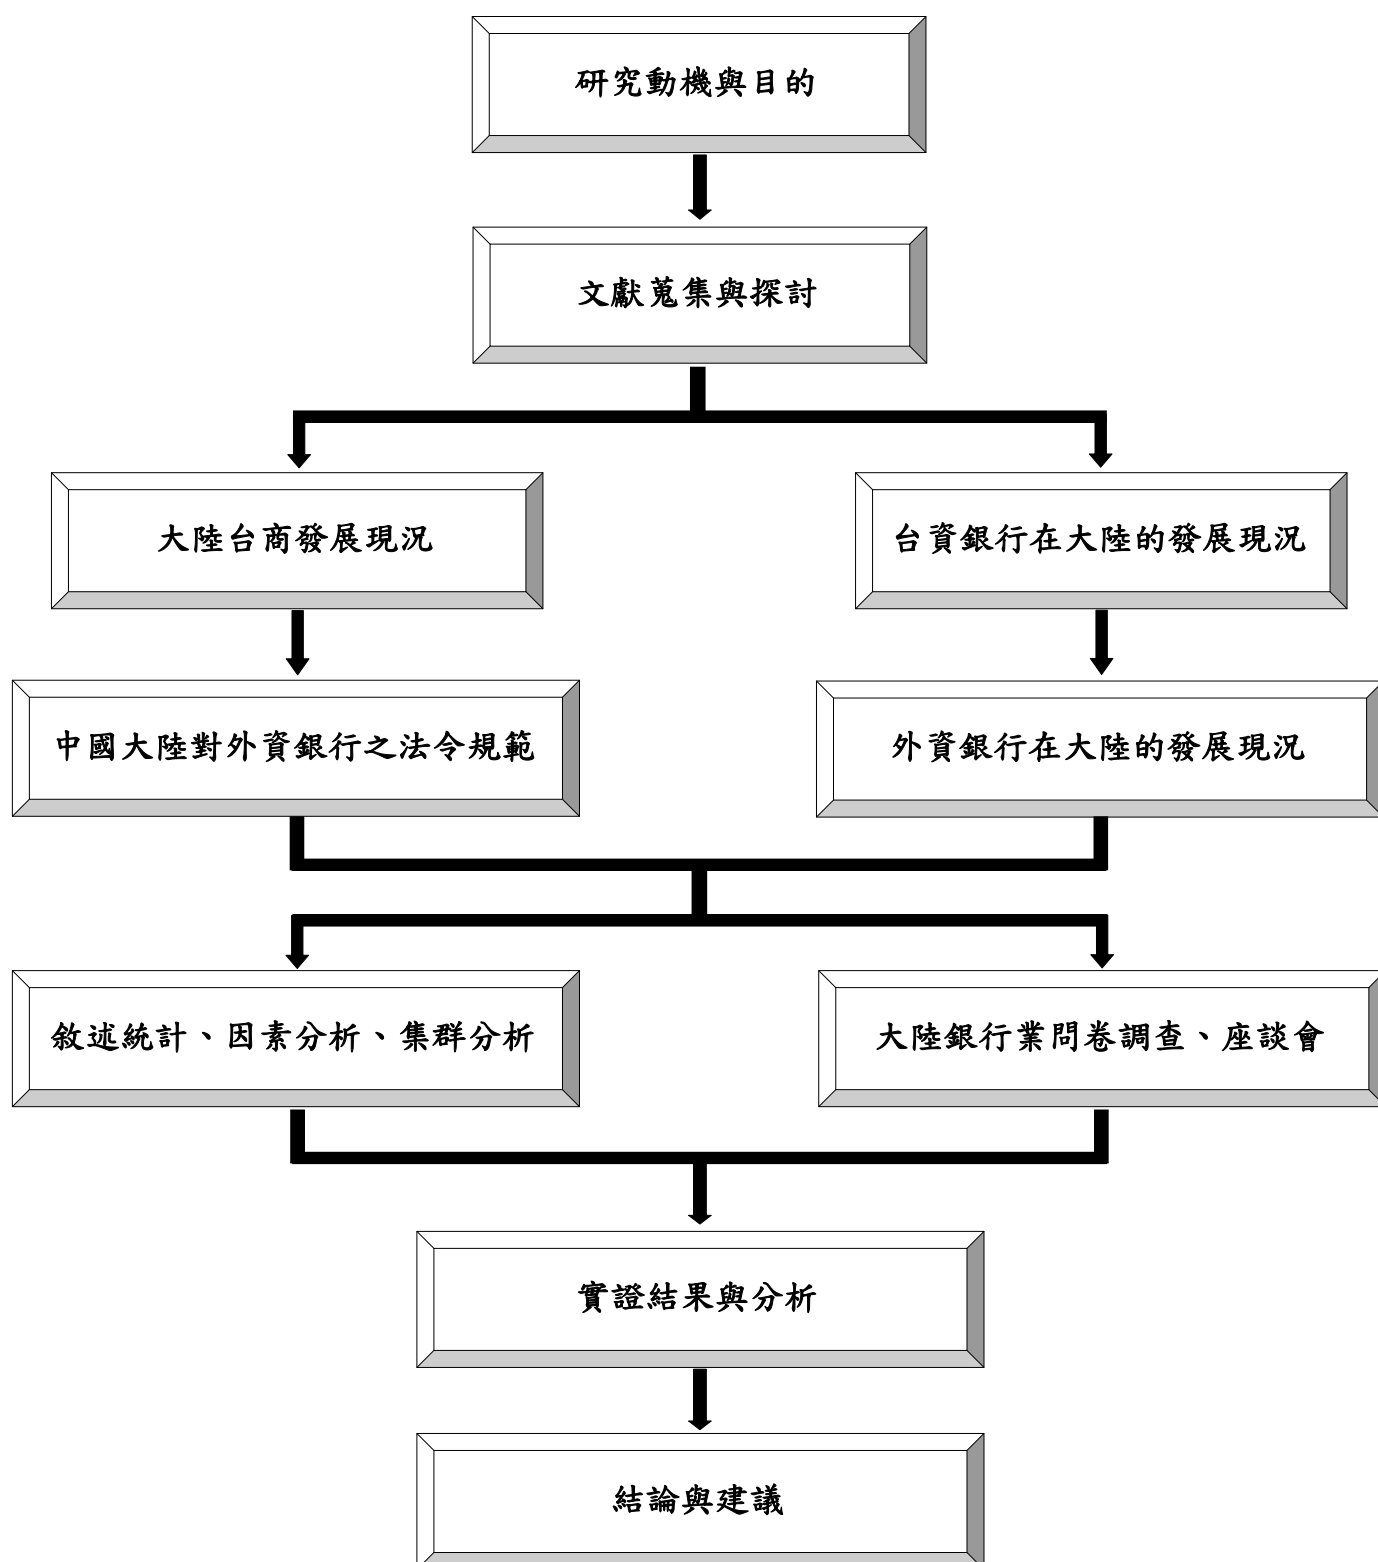 研究動機與目的
文獻蒐集與探討
大陸台商發展現況
台資銀行在大陸的發展現況
中國大陸對外資銀行之法令規範
外資銀行在大陸的發展現況
敘述統計、因素分析、集群分析
大陸銀行業問卷調查、座談會
實證結果與分析
結論與建議